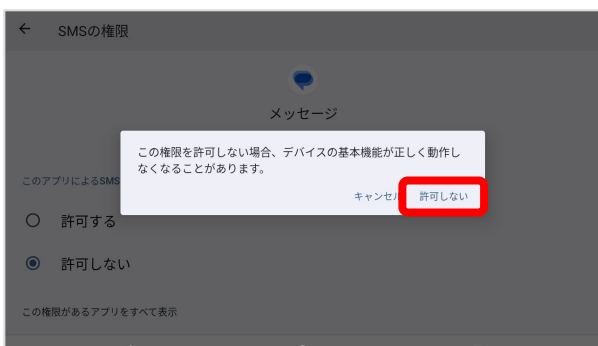 ← SMSの権限
メッセージ
この権限を許可しない場合、デバイスの基本機能が正しく動作し
なくなることがあります。
キャンセル 許可しない
このアプリによるSMS
許可する
許可しない
この権限があるアプリをすべて表示